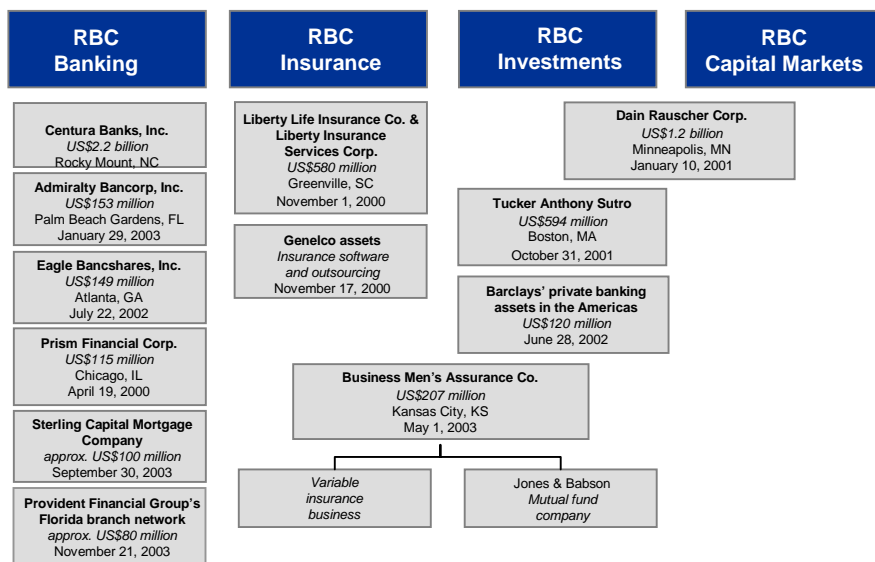 RBC
Banking
RBC
Insurance
RBC
Investments
RBC
Capital Markets
Centura Banks, Inc.
US$2.2 billion
Rocky Mount, NC
Admiralty Bancorp, Inc.
US$153 million
Palm Beach Gardens, FL
January 29, 2003
Eagle Bancshares, Inc.
US$149 million
Atlanta, GA
July 22, 2002
Prism Financial Corp.
US$115 million
Chicago, IL
April 19, 2000
Sterling Capital Mortgage
Company
approx. US$100 million
September 30, 2003
Provident Financial Group's
Florida branch network
approx. US$80 million
November 21, 2003
Liberty Life Insurance Co. &
Liberty Insurance
Services Corp.
US$580 million
Greenville, SC
November 1, 2000
Genelco assets
Insurance software
and outsourcing
November 17, 2000
Dain Rauscher Corp.
US$1.2 billion
Minneapolis, MN
January 10, 2001
Tucker Anthony Sutro
US$594 million
Boston, MA
October 31, 2001
Barclays' private banking
assets in the Americas
US$120 million
June 28, 2002
Business Men's Assurance Co.
US$207 million
Kansas City, KS
May 1, 2003
Variable
insurance
business
Jones & Babson
Mutual fund
company